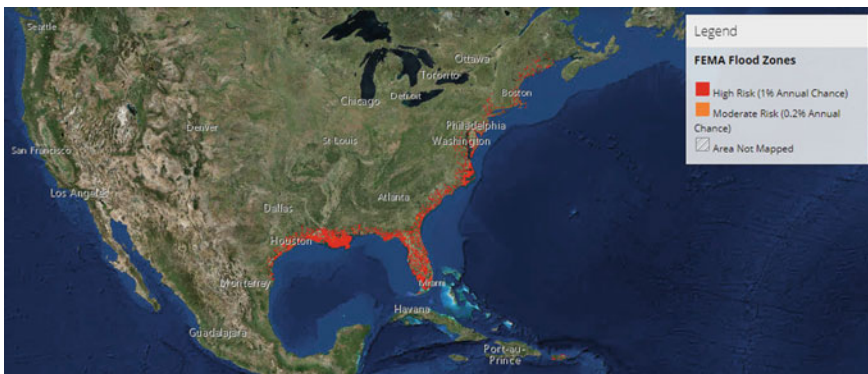 Seattle
Ottawa
Toronto
Chicago
Detroit
Boston
Philadelphia
Washington
Denver
St Louis
San Francisco
Los Angeles
Atlanta
Dallas
Houston
Monterrey
Miami
Havana
Guadalajara
Port-au-
Prince
Legend
FEMA Flood Zones
High Risk (1% Annual Chance)
Moderate Risk (0.2% Annual
Chance)
Area Not Mapped